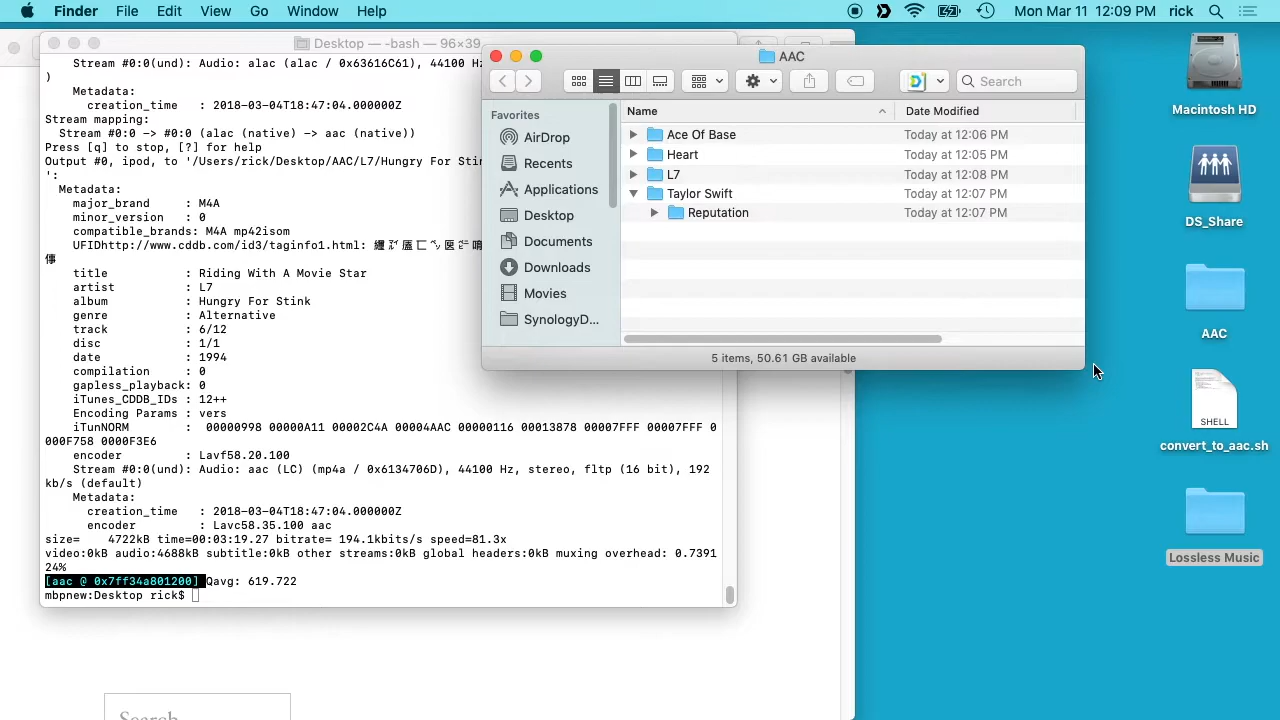 Finder File Edit View Go Window Help
Mon Mar 11 12:09 PM rick
Desktop — -bash — 96×39
Stream #0:0(und): Audio: alac (alac / 0x63616C61), 44100 Hz
)
Metadata:
creation_time : 2018-03-04T18:47:04.000000Z
Stream mapping:
Stream #0:0 -> #0:0 (alac (native) -> aac (native))
Press [q] to stop, [?] for help
Output #0, ipod, to '/Users/rick/Desktop/AAC/L7/Hungry For Stink
':
Metadata:
major_brand : M4A
minor_version : 0
compatible_brands: M4A mp42isom
UFIDhttp://www.cddb.com/id3/taginfo1.html:
title : Riding With A Movie Star
artist : L7
album : Hungry For Stink
genre : Alternative
track : 6/12
disc : 1/1
date : 1994
compilation : 0
gapless_playback: 0
iTunes_CDDB_IDs : 12++
Encoding Params : vers
iTunNORM : 00000998 00000A11 00002C4A 00004AAC 00001110 00013878 00007FFF 00007FFF 0
000F758 0000F3E6
encoder : Lavf58.20.100
Stream #0:0(und): Audio: aac (LC) (mp4a / 0x6134706D), 44100 Hz, stereo, fltp (16 bit), 192
kb/s (default)
Metadata:
creation_time : 2018-03-04T18:47:04.000000Z
encoder : Lavc58.35.100 aac
size= 4722kB time=00:03:19.27 bitrate= 194.1kbits/s speed=81.3x
video:0kB audio:4688kB subtitle:0kB other streams:0kB global headers:0kB muxing overhead: 0.7391
24%
[aac @ 0x7ff34a801200] Qavg: 619.722
mbpnew:Desktop rick$
AAC
Search
Favorites
AirDrop
Recents
Applications
Desktop
Documents
Downloads
Movies
SynologyD...
Name Date Modified
Ace Of Base Today at 12:06 PM
Heart Today at 12:05 PM
L7 Today at 12:08 PM
Taylor Swift Today at 12:07 PM
Reputation Today at 12:07 PM
5 items, 50.61 GB available
Macintosh HD
DS_Share
AAC
SHELL
convert_to_aac.sh
Lossless Music
Search